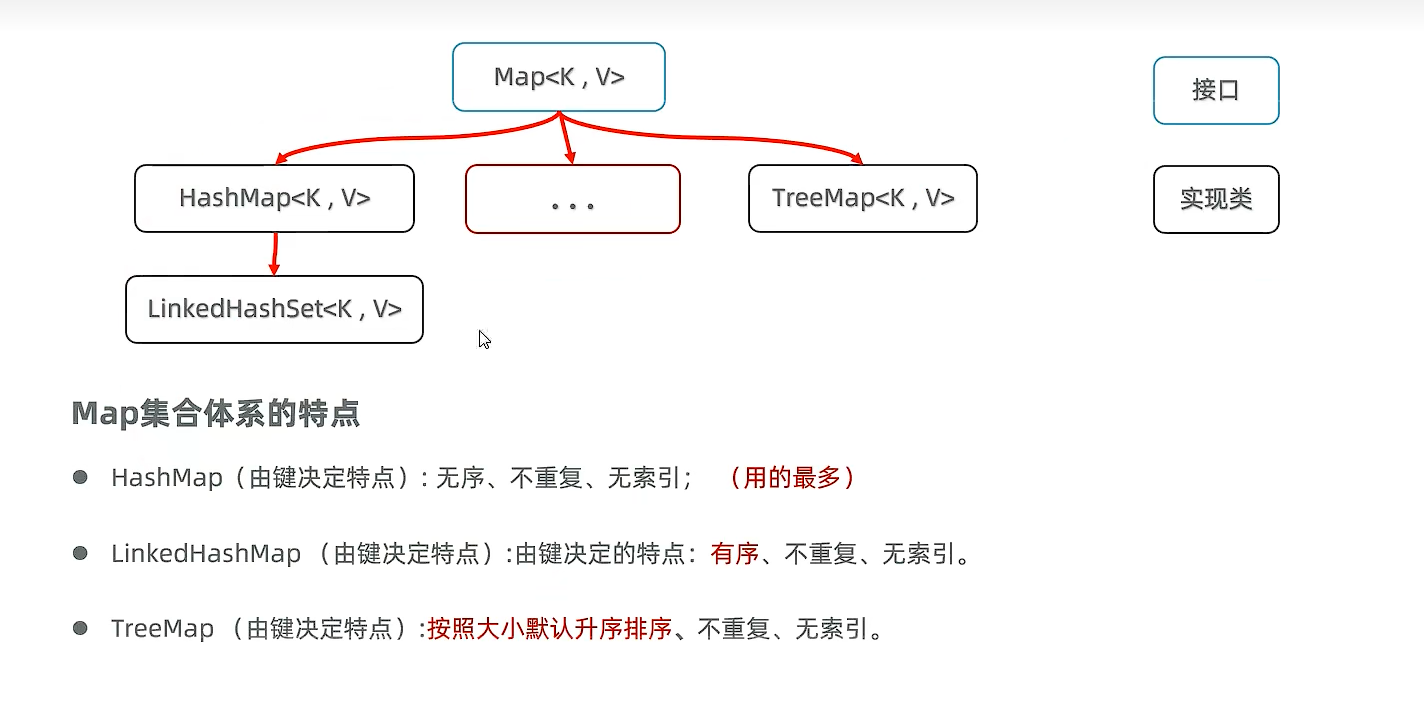 Map<K , V>
接口
HashMap<K , V>
...
TreeMap<K , V>
实现类
LinkedHashSet<K , V>
Map集合体系的特点
● HashMap（由键决定特点）: 无序、不重复、无索引； （用的最多）
● LinkedHashMap （由键决定特点）:由键决定的特点：有序、不重复、无索引。
● TreeMap （由键决定特点）:按照大小默认升序排序、不重复、无索引。